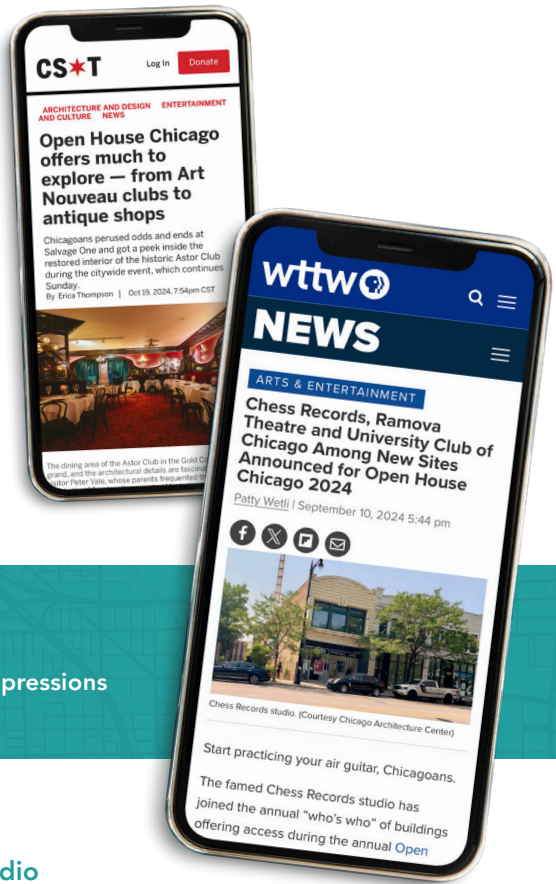 CS★T
Log In
Donate
ARCHITECTURE AND DESIGN ENTERTAINMENT
AND CULTURE NEWS
Open House Chicago
offers much to
explore — from Art
Nouveau clubs to
antique shops
Chicagoans perused odds and ends at
Salvage One and got a peek inside the
restored interior of the historic Astor Club
during the citywide event, which continues
Sunday.
By Erica Thompson | Oct 19, 2024, 7:54pm CST
The dining area of the Astor Club in the Gold
grand, and the architectural details are
Peter Vale, whose parents frequented
wttw
NEWS
ARTS & ENTERTAINMENT
Chess Records, Ramova
Theatre and University Club of
Chicago Among New Sites
Announced for Open House
Chicago 2024
Patty Wetli | September 10, 2024 5:44 pm
Chess Records studio. (Courtesy Chicago Architecture Center)
Start practicing your air guitar, Chicagoans.
The famed Chess Records studio has
joined the annual “who’s who” of buildings
offering access during the annual Open
pressions
dio